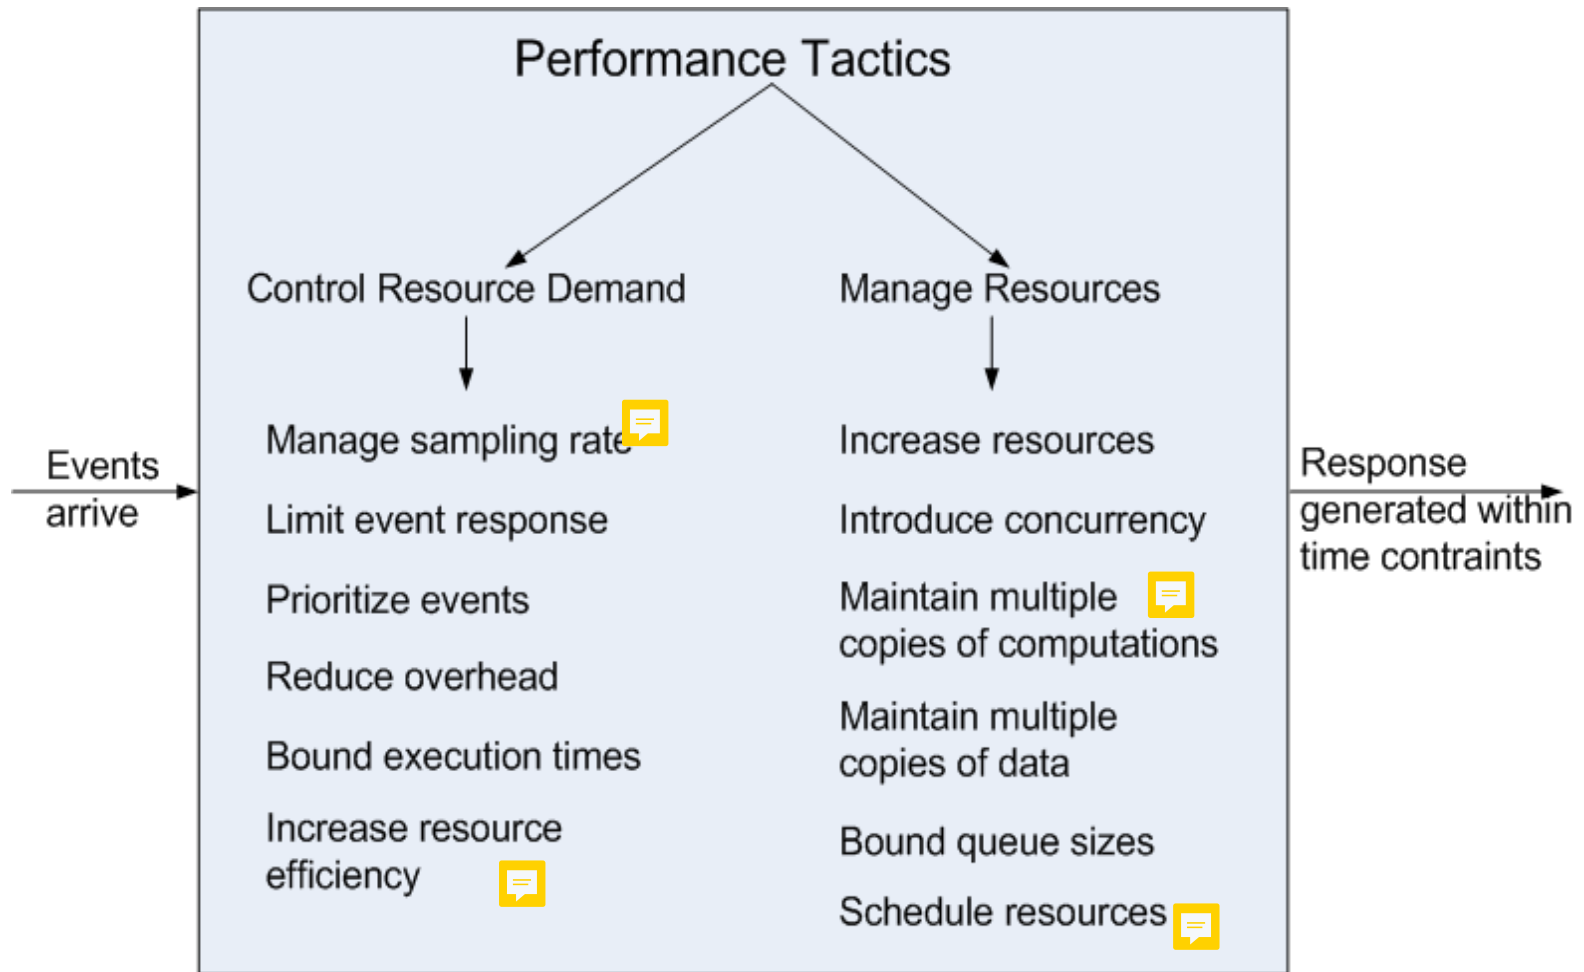 Performance Tactics
Control Resource Demand
Manage sampling rate
Limit event response
Prioritize events
Reduce overhead
Bound execution times
Increase resource
efficiency
Manage Resources
Increase resources
Introduce concurrency
Maintain multiple
copies of computations
Maintain multiple
copies of data
Bound queue sizes
Schedule resources
Events
arrive
Response
generated within
time contraints